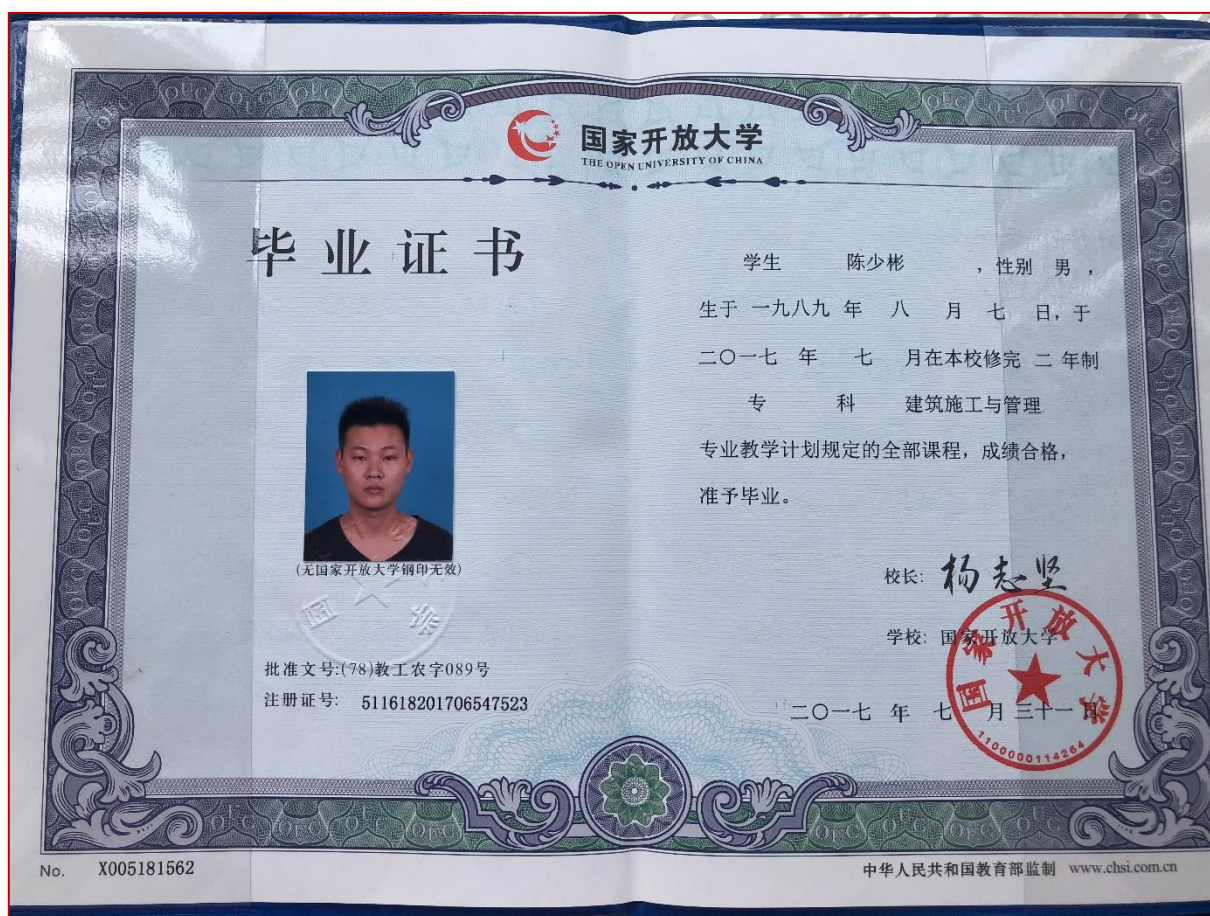 国家开放大学
THE OPEN UNIVERSITY OF CHINA
毕业证书
(无国家开放大学钢印无效)
批准文号:(78)教工农字089号
注册证号: 511618201706547523
学生 陈少彬 ,性别 男 ,
生于 一九八九 年 八 月 七 日,于
二〇一七 年 七 月在本校修完 二 年制
专 科 建筑施工与管理
专业教学计划规定的全部课程，成绩合格，
准予毕业。
校长: 杨志坚
学校: 国家开放大学
二〇一七 年 七 月 三十一 日
国家开放大学
1100000114264
No. X005181562
中华人民共和国教育部监制 www.chsi.com.cn